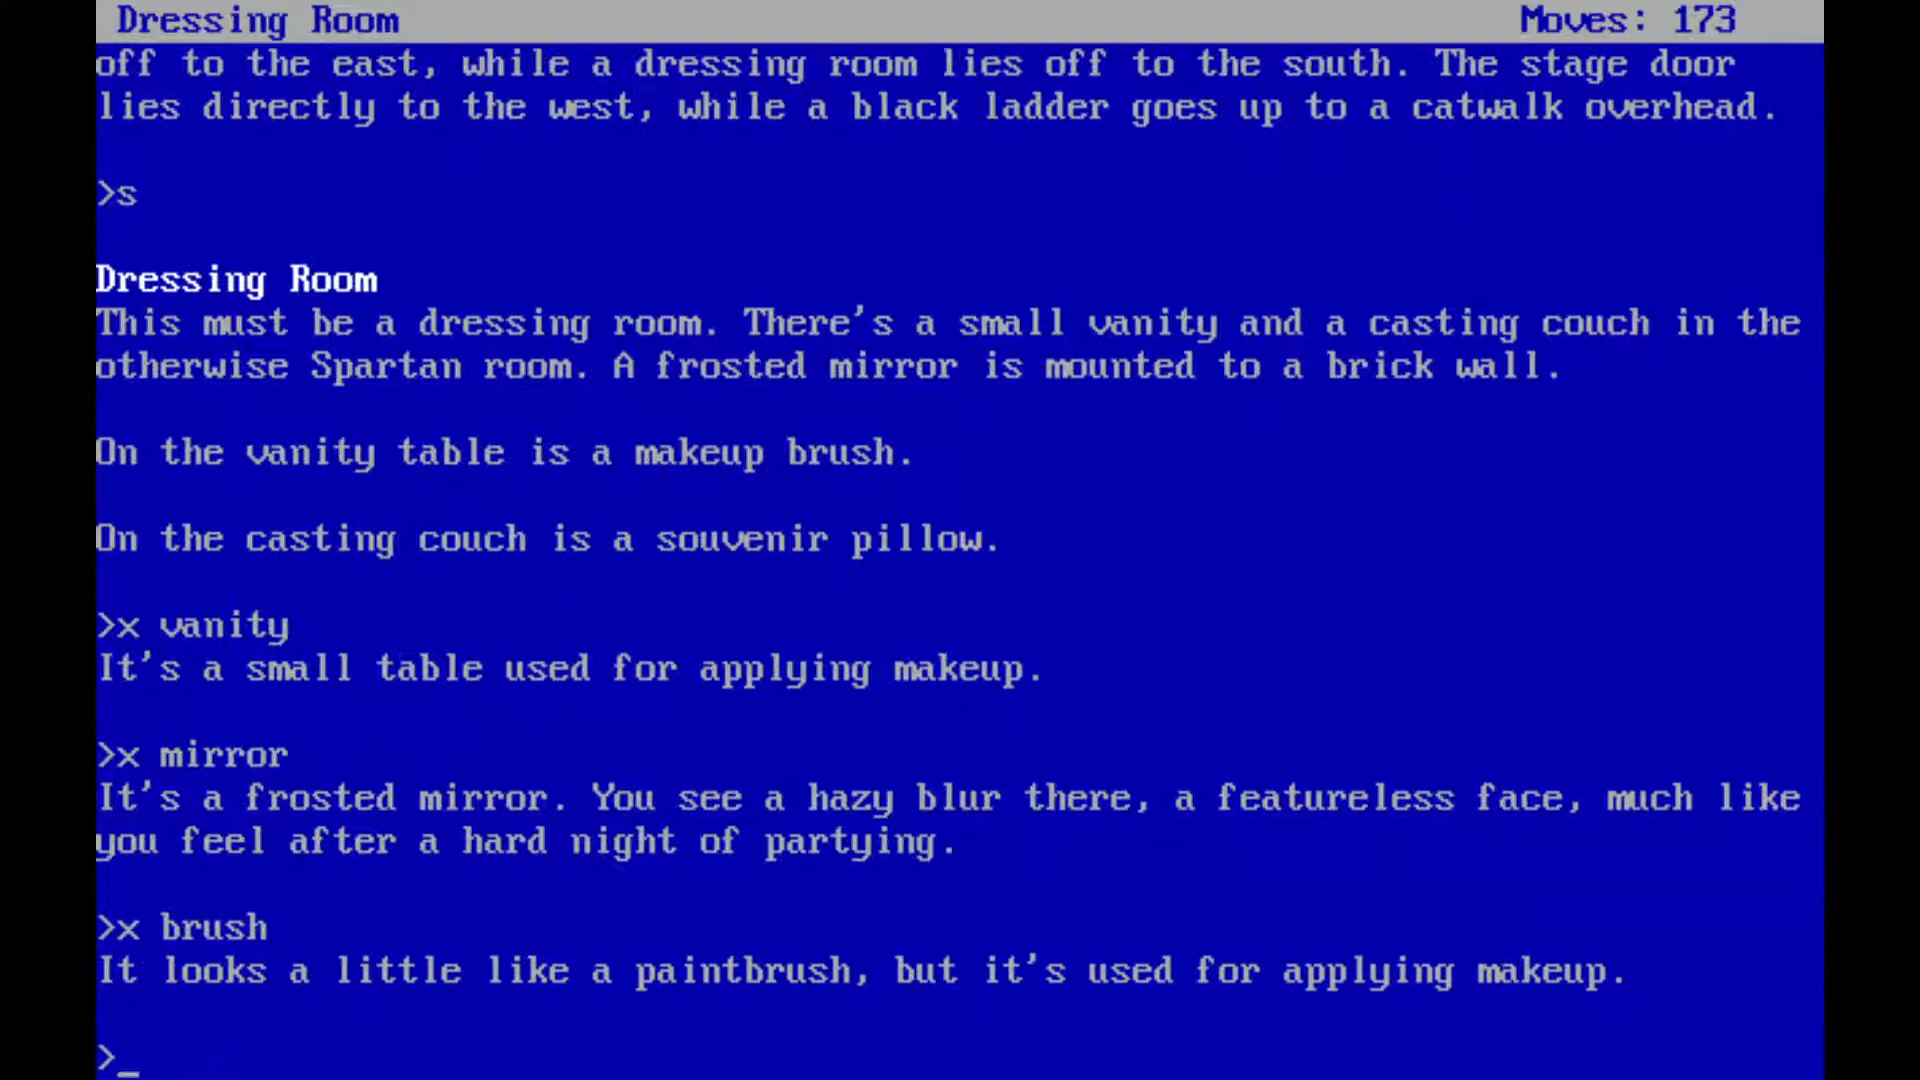 Dressing Room Moves: 173
off to the east, while a dressing room lies off to the south. The stage door
lies directly to the west, while a black ladder goes up to a catwalk overhead.
>s
Dressing Room
This must be a dressing room. There's a small vanity and a casting couch in the
otherwise Spartan room. A frosted mirror is mounted to a brick wall.
On the vanity table is a makeup brush.
On the casting couch is a souvenir pillow.
>x vanity
It's a small table used for applying makeup.
>x mirror
It's a frosted mirror. You see a hazy blur there, a featureless face, much like
you feel after a hard night of partying.
>x brush
It looks a little like a paintbrush, but it's used for applying makeup.
>_